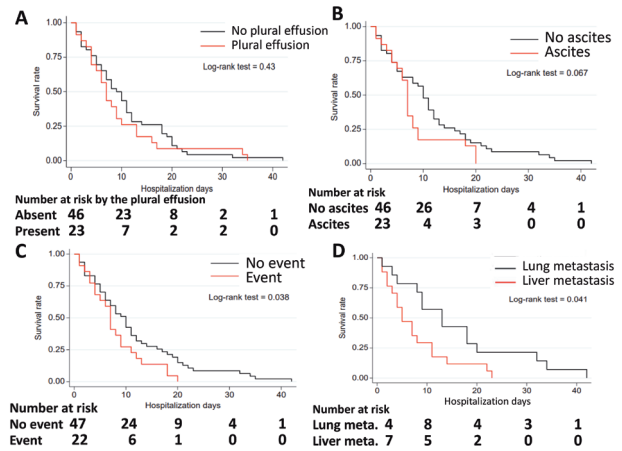 A
No plural effusion
Plural effusion
Log-rank test = 0.43
Survival rate
1.00
0.75
0.50
0.25
0.00
0 10 20 30 40
Hospitalization days
Number at risk by the plural effusion
Absent 46 23 8 2 1
Present 23 7 2 2 0
B
No ascites
Ascites
Log-rank test = 0.067
Survival rate
1.00
0.75
0.50
0.25
0.00
0 10 20 30 40
Hospitalization days
Number at risk
No ascites 46 26 7 4 1
Ascites 23 4 3 0 0
C
No event
Event
Log-rank test = 0.038
Survival rate
1.00
0.75
0.50
0.25
0.00
0 10 20 30 40
Hospitalization days
Number at risk
No event 47 24 9 4 1
Event 22 6 1 0 0
D
Lung metastasis
Liver metastasis
Log-rank test = 0.041
Survival rate
1.00
0.75
0.50
0.25
0.00
0 10 20 30 40
Hospitalization days
Number at risk
Lung meta. 4 8 4 3 1
Liver meta. 7 5 2 0 0